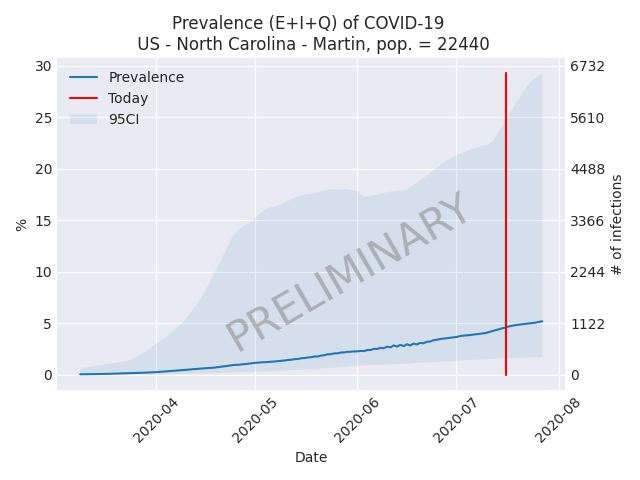 Prevalence (E+I+Q) of COVID-19
US - North Carolina - Martin, pop. = 22440
Prevalence
Today
95CI
30
25
20
15
10
5
0
%
6732
5610
4488
3366
2244
1122
0
# of infections
PRELIMINARY
2020-04
2020-05
2020-06
2020-07
2020-08
Date